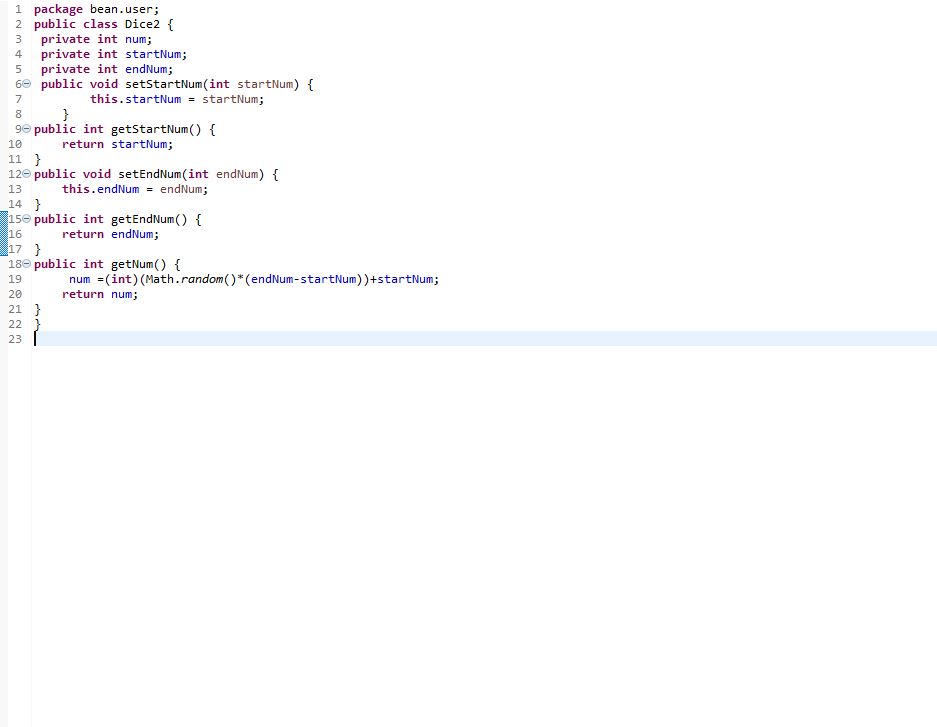 1 package bean.user;
2 public class Dice2 {
3 private int num;
4 private int startNum;
5 private int endNum;
6 public void setStartNum(int startNum) {
7 this.startNum = startNum;
8 }
9 public int getStartNum() {
10 return startNum;
11 }
12 public void setEndNum(int endNum) {
13 this.endNum = endNum;
14 }
15 public int getEndNum() {
16 return endNum;
17 }
18 public int getNum() {
19 num =(int)(Math.random()*(endNum-startNum))+startNum;
20 return num;
21 }
22 }
23